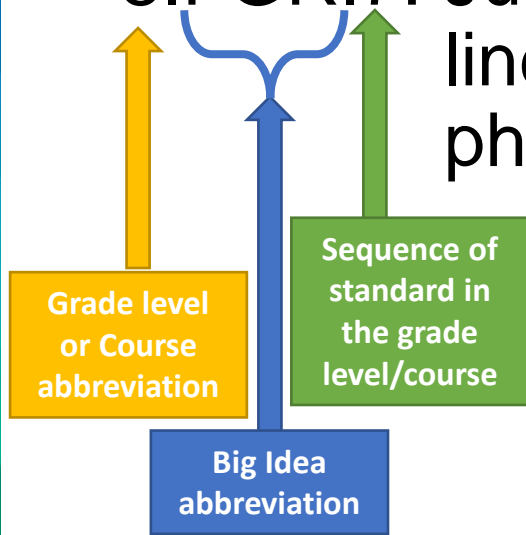 lin
ph
Sequence of
standard in
the grade
level/course
Grade level
or Course
abbreviation
Big Idea
abbreviation